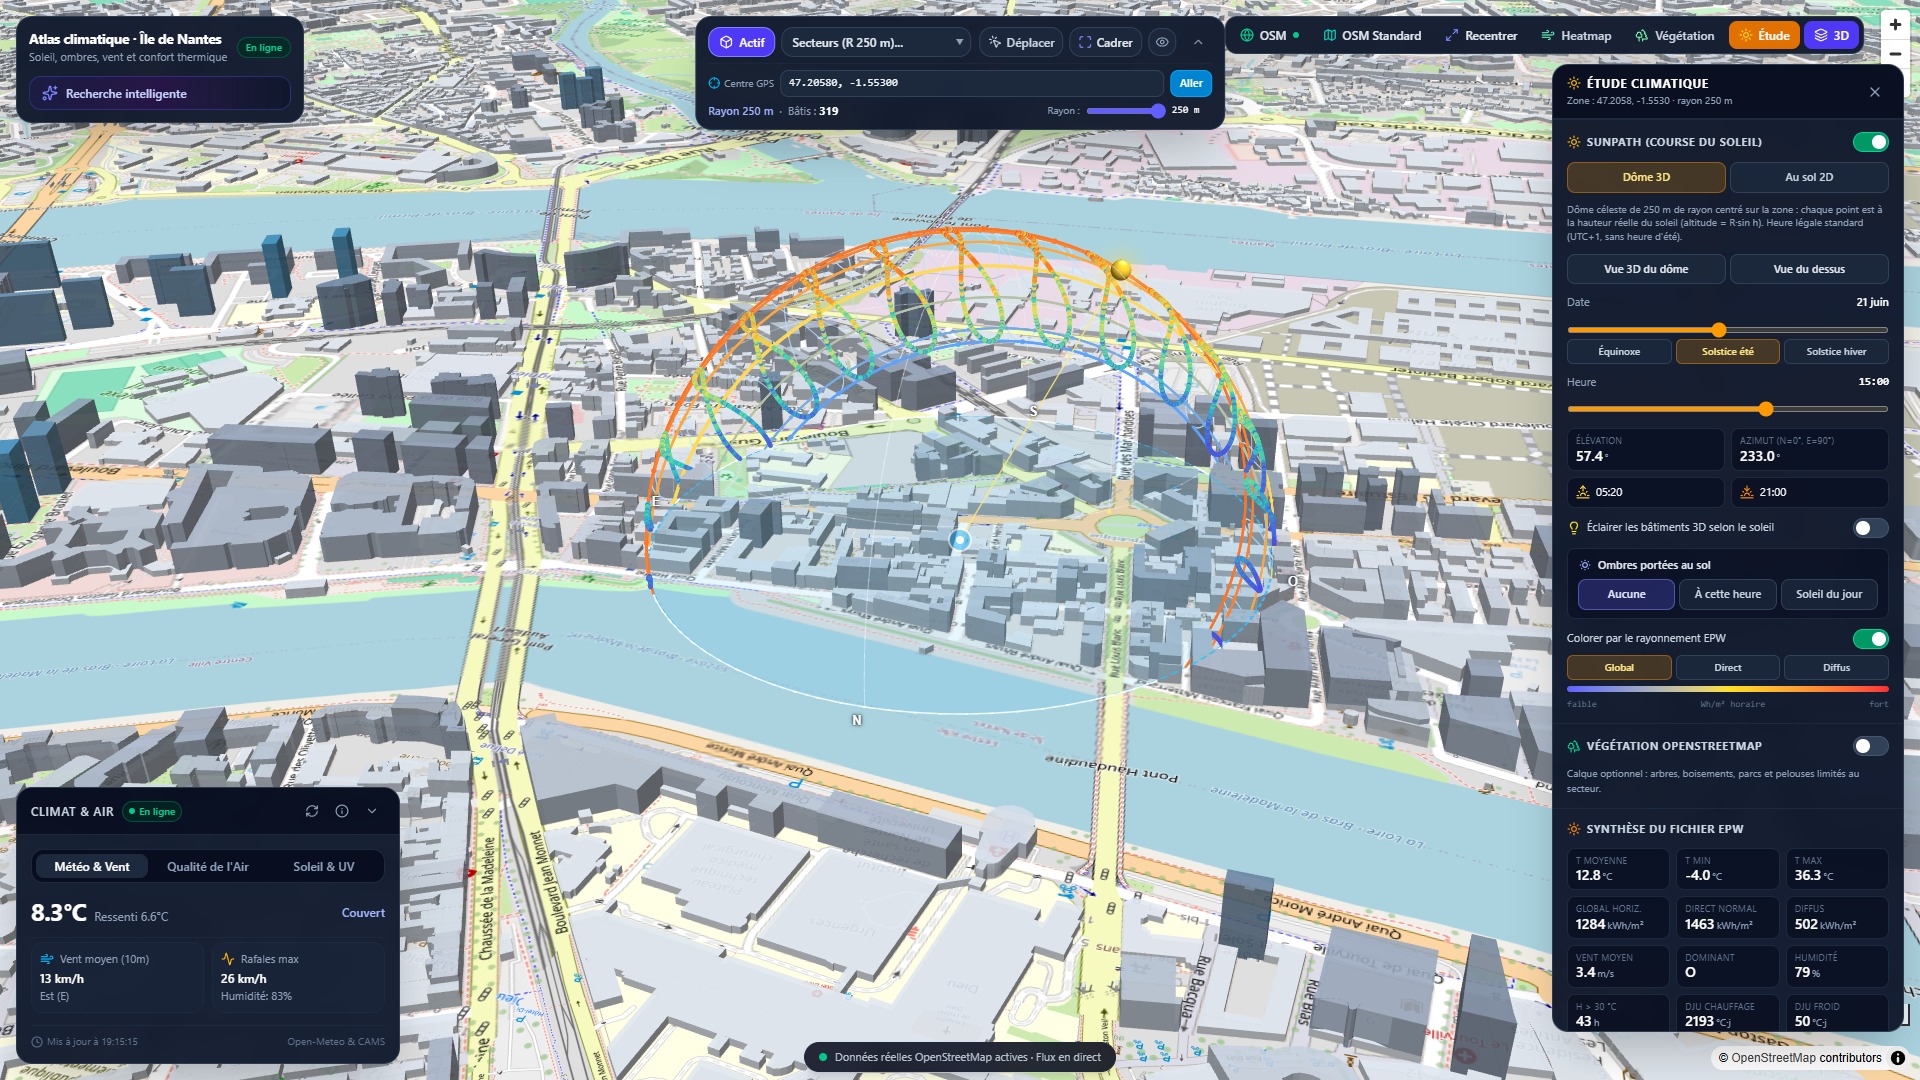 Atlas climatique · Île de Nantes
Soleil, ombres, vent et confort thermique
En ligne
Recherche intelligente
Actif
Secteurs (R 250 m)...
Déplacer
Cadrer
Centre GPS
47.20580, -1.55300
Aller
Rayon 250 m · Bâtis : 319
Rayon :
250 m
OSM
OSM Standard
Recentrer
Heatmap
Végétation
Étude
3D
+
−
ÉTUDE CLIMATIQUE
Zone : 47.2058, -1.5530 · rayon 250 m
SUNPATH (COURSE DU SOLEIL)
Dôme 3D
Au sol 2D
Dôme céleste de 250 m de rayon centré sur la zone : chaque point est à
la hauteur réelle du soleil (altitude = R·sin h). Heure légale standard
(UTC+1, sans heure d'été).
Vue 3D du dôme
Vue du dessus
Date
21 juin
Équinoxe
Solstice été
Solstice hiver
Heure
15:00
ÉLÉVATION
57.4°
AZIMUT (N=0°, E=90°)
233.0°
05:20
21:00
Éclairer les bâtiments 3D selon le soleil
Ombres portées au sol
Aucune
À cette heure
Soleil du jour
Colorer par le rayonnement EPW
Global
Direct
Diffus
faible
Wh/m² horaire
fort
VÉGÉTATION OPENSTREETMAP
Calque optionnel : arbres, boisements, parcs et pelouses limités au
secteur.
SYNTHÈSE DU FICHIER EPW
T MOYENNE
12.8 °C
T MIN
-4.0 °C
T MAX
36.3 °C
GLOBAL HORIZ.
1284 kWh/m²
DIRECT NORMAL
1463 kWh/m²
DIFFUS
502 kWh/m²
VENT MOYEN
3.4 m/s
DOMINANT
O
HUMIDITÉ
79 %
H > 30 °C
43 h
DJU CHAUFFAGE
2193 °C·j
DJU FROID
50 °C·j
S
E
O
N
Rue des Marchandises
Pont Haudaudine
Quai André Morice
Quai André Morice
Chaussée de la Madeleine
Boulevard Jean Monnet
Rue Bacqua
Rue Bias
CLIMAT & AIR
En ligne
Météo & Vent
Qualité de l'Air
Soleil & UV
8.3°C
Ressenti 6.6°C
Couvert
Vent moyen (10m)
13 km/h
Est (E)
Rafales max
26 km/h
Humidité: 83%
Mis à jour à 19:15:15
Open-Meteo & CAMS
Données réelles OpenStreetMap actives · Flux en direct
© OpenStreetMap contributors